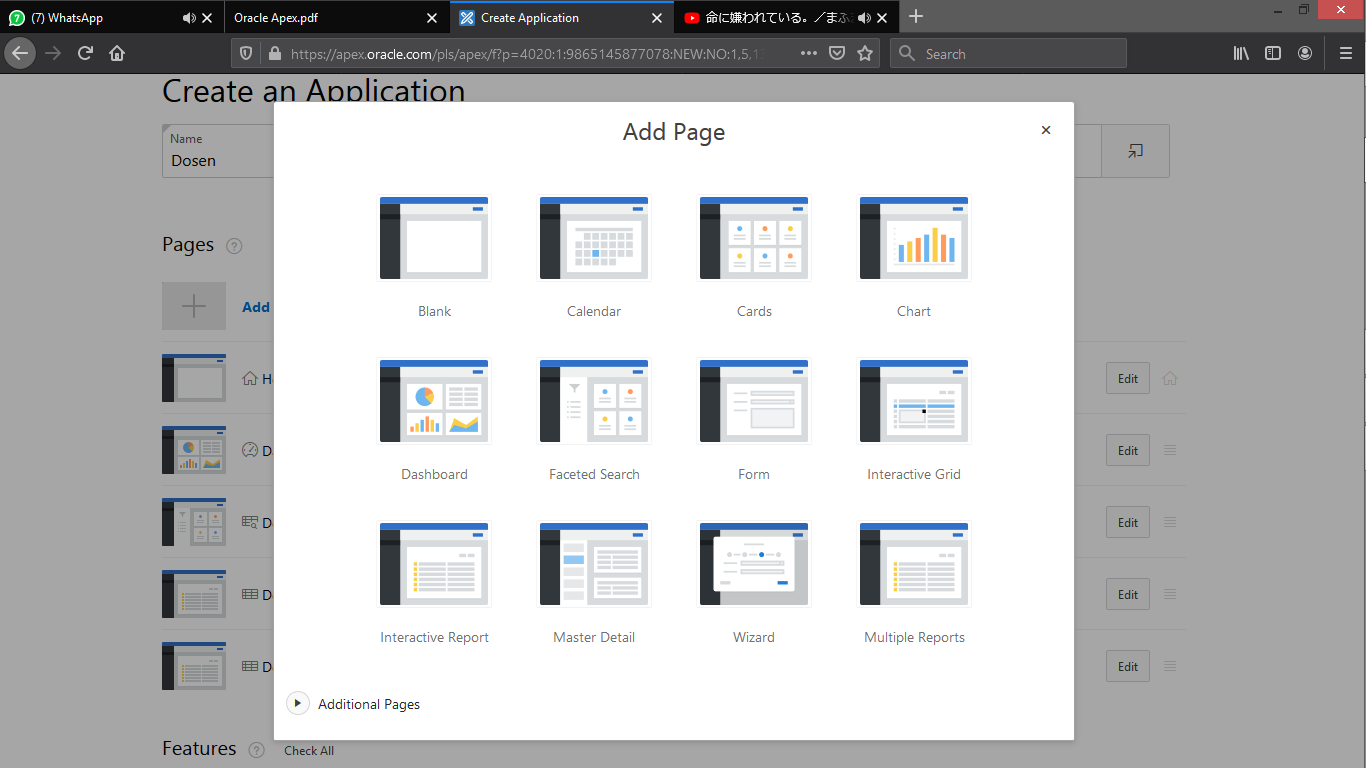 (7) WhatsApp
Oracle Apex.pdf
Create Application
命に嫌われている。／まふ
https://apex.oracle.com/pls/apex/f?p=4020:1:9865145877078:NEW:NO:1,5,1
Search
Create an Application
Name
Dosen
Add Page
Pages
Add
Blank
Calendar
Cards
Chart
H
Edit
D
Edit
Dashboard
Faceted Search
Form
Interactive Grid
D
Edit
D
Edit
Interactive Report
Master Detail
Wizard
Multiple Reports
D
Edit
Additional Pages
Features
Check All